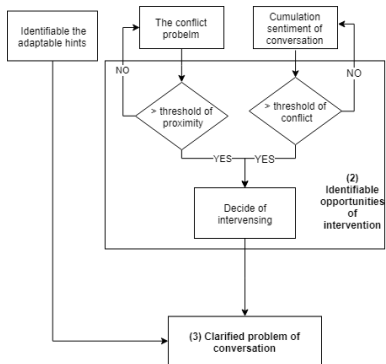 Identifiable the
adaptable hints
The conflict
probelm
Cumulation
sentiment of
conversation
NO
NO
> threshold of
proximity
> threshold of
conflict
YES
YES
(2)
Identifiable
opportunities
of
intervention
Decide of
intervensing
(3) Clarified problem of
conversation